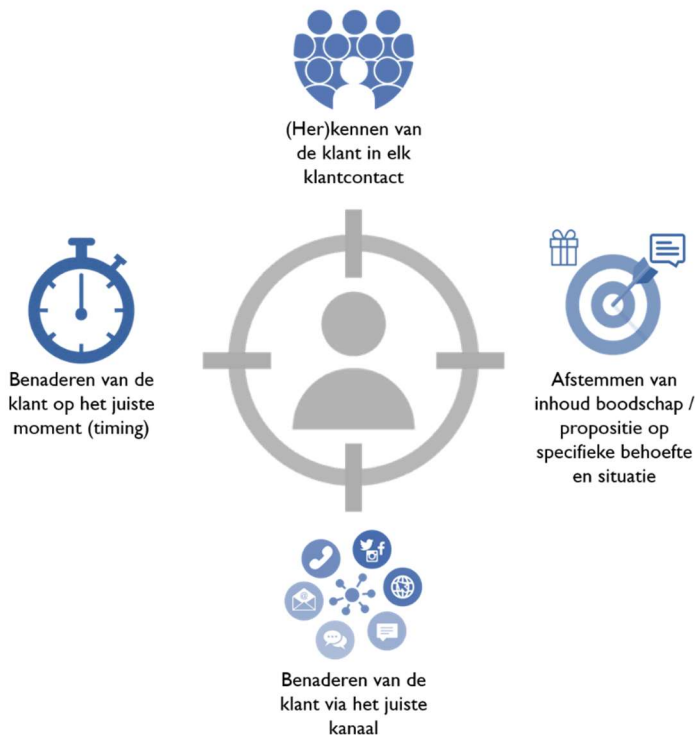 (Her)kennen van
de klant in elk
klantcontact
Benaderen van de
klant op het juiste
moment (timing)
Afstemmen van
inhoud boodschap /
propositie op
specifieke behoefte
en situatie
Benaderen van de
klant via het juiste
kanaal